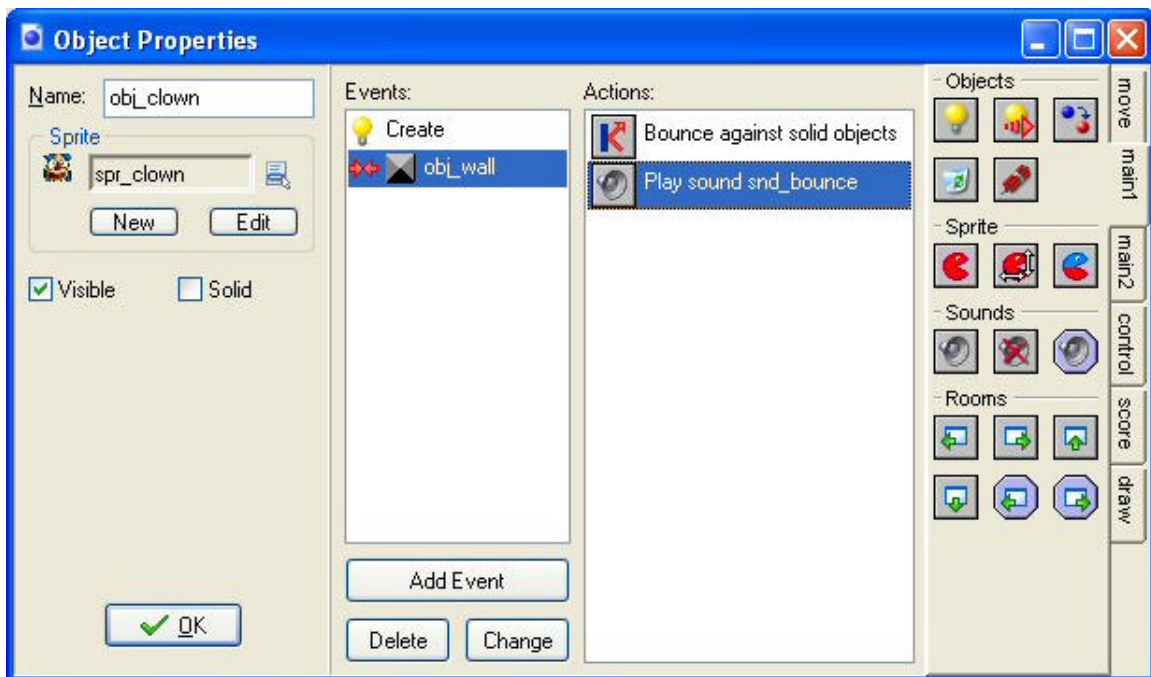 Object Properties
Name: obj_clown
Sprite
spr_clown
New Edit
Visible Solid
OK
Events:
Create
obj_wall
Add Event
Delete Change
Actions:
Bounce against solid objects
Play sound snd_bounce
Objects
Sprite
Sounds
Rooms
move
main1
main2
control
score
draw